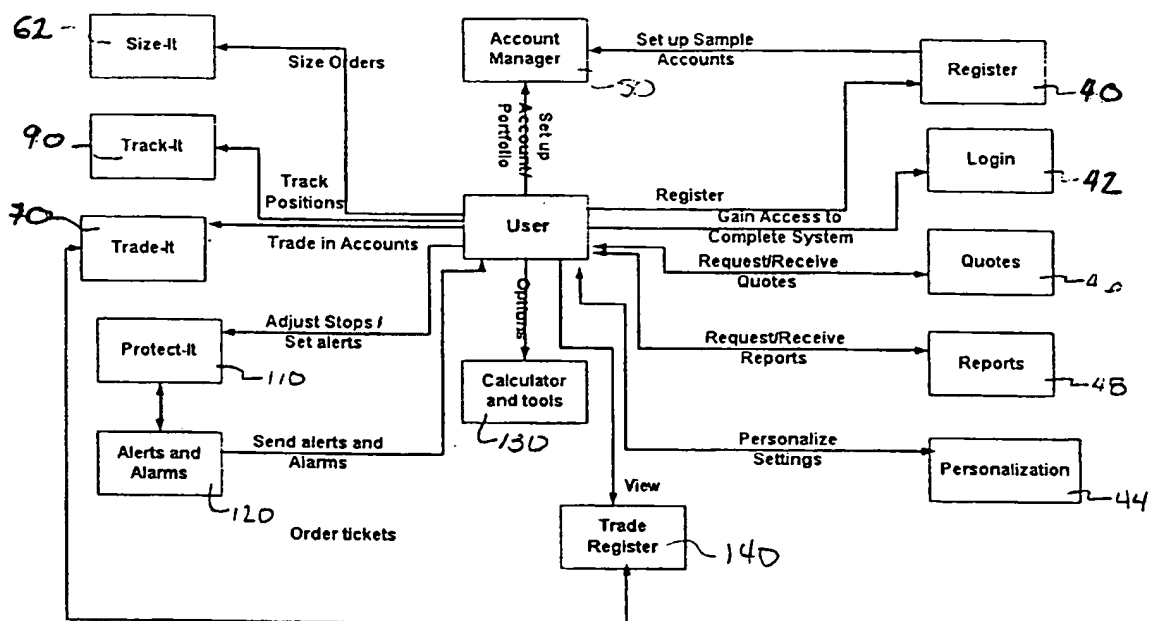 62
Size-It
Size Orders
Account
Manager
50
Set up Sample
Accounts
Register
40
90
Track-It
Track
Positions
Set up
Account/
Portfolio
Login
42
Register
Gain Access to
Complete System
70
Trade-It
Trade in Accounts
User
Request/Receive
Quotes
Quotes
Options
Adjust Stops /
Set alerts
Protect-It
110
Request/Receive
Reports
Reports
48
Calculator
and tools
130
Alerts and
Alarms
120
Send alerts and
Alarms
Personalize
Settings
Personalization
44
View
Order tickets
Trade
Register
140